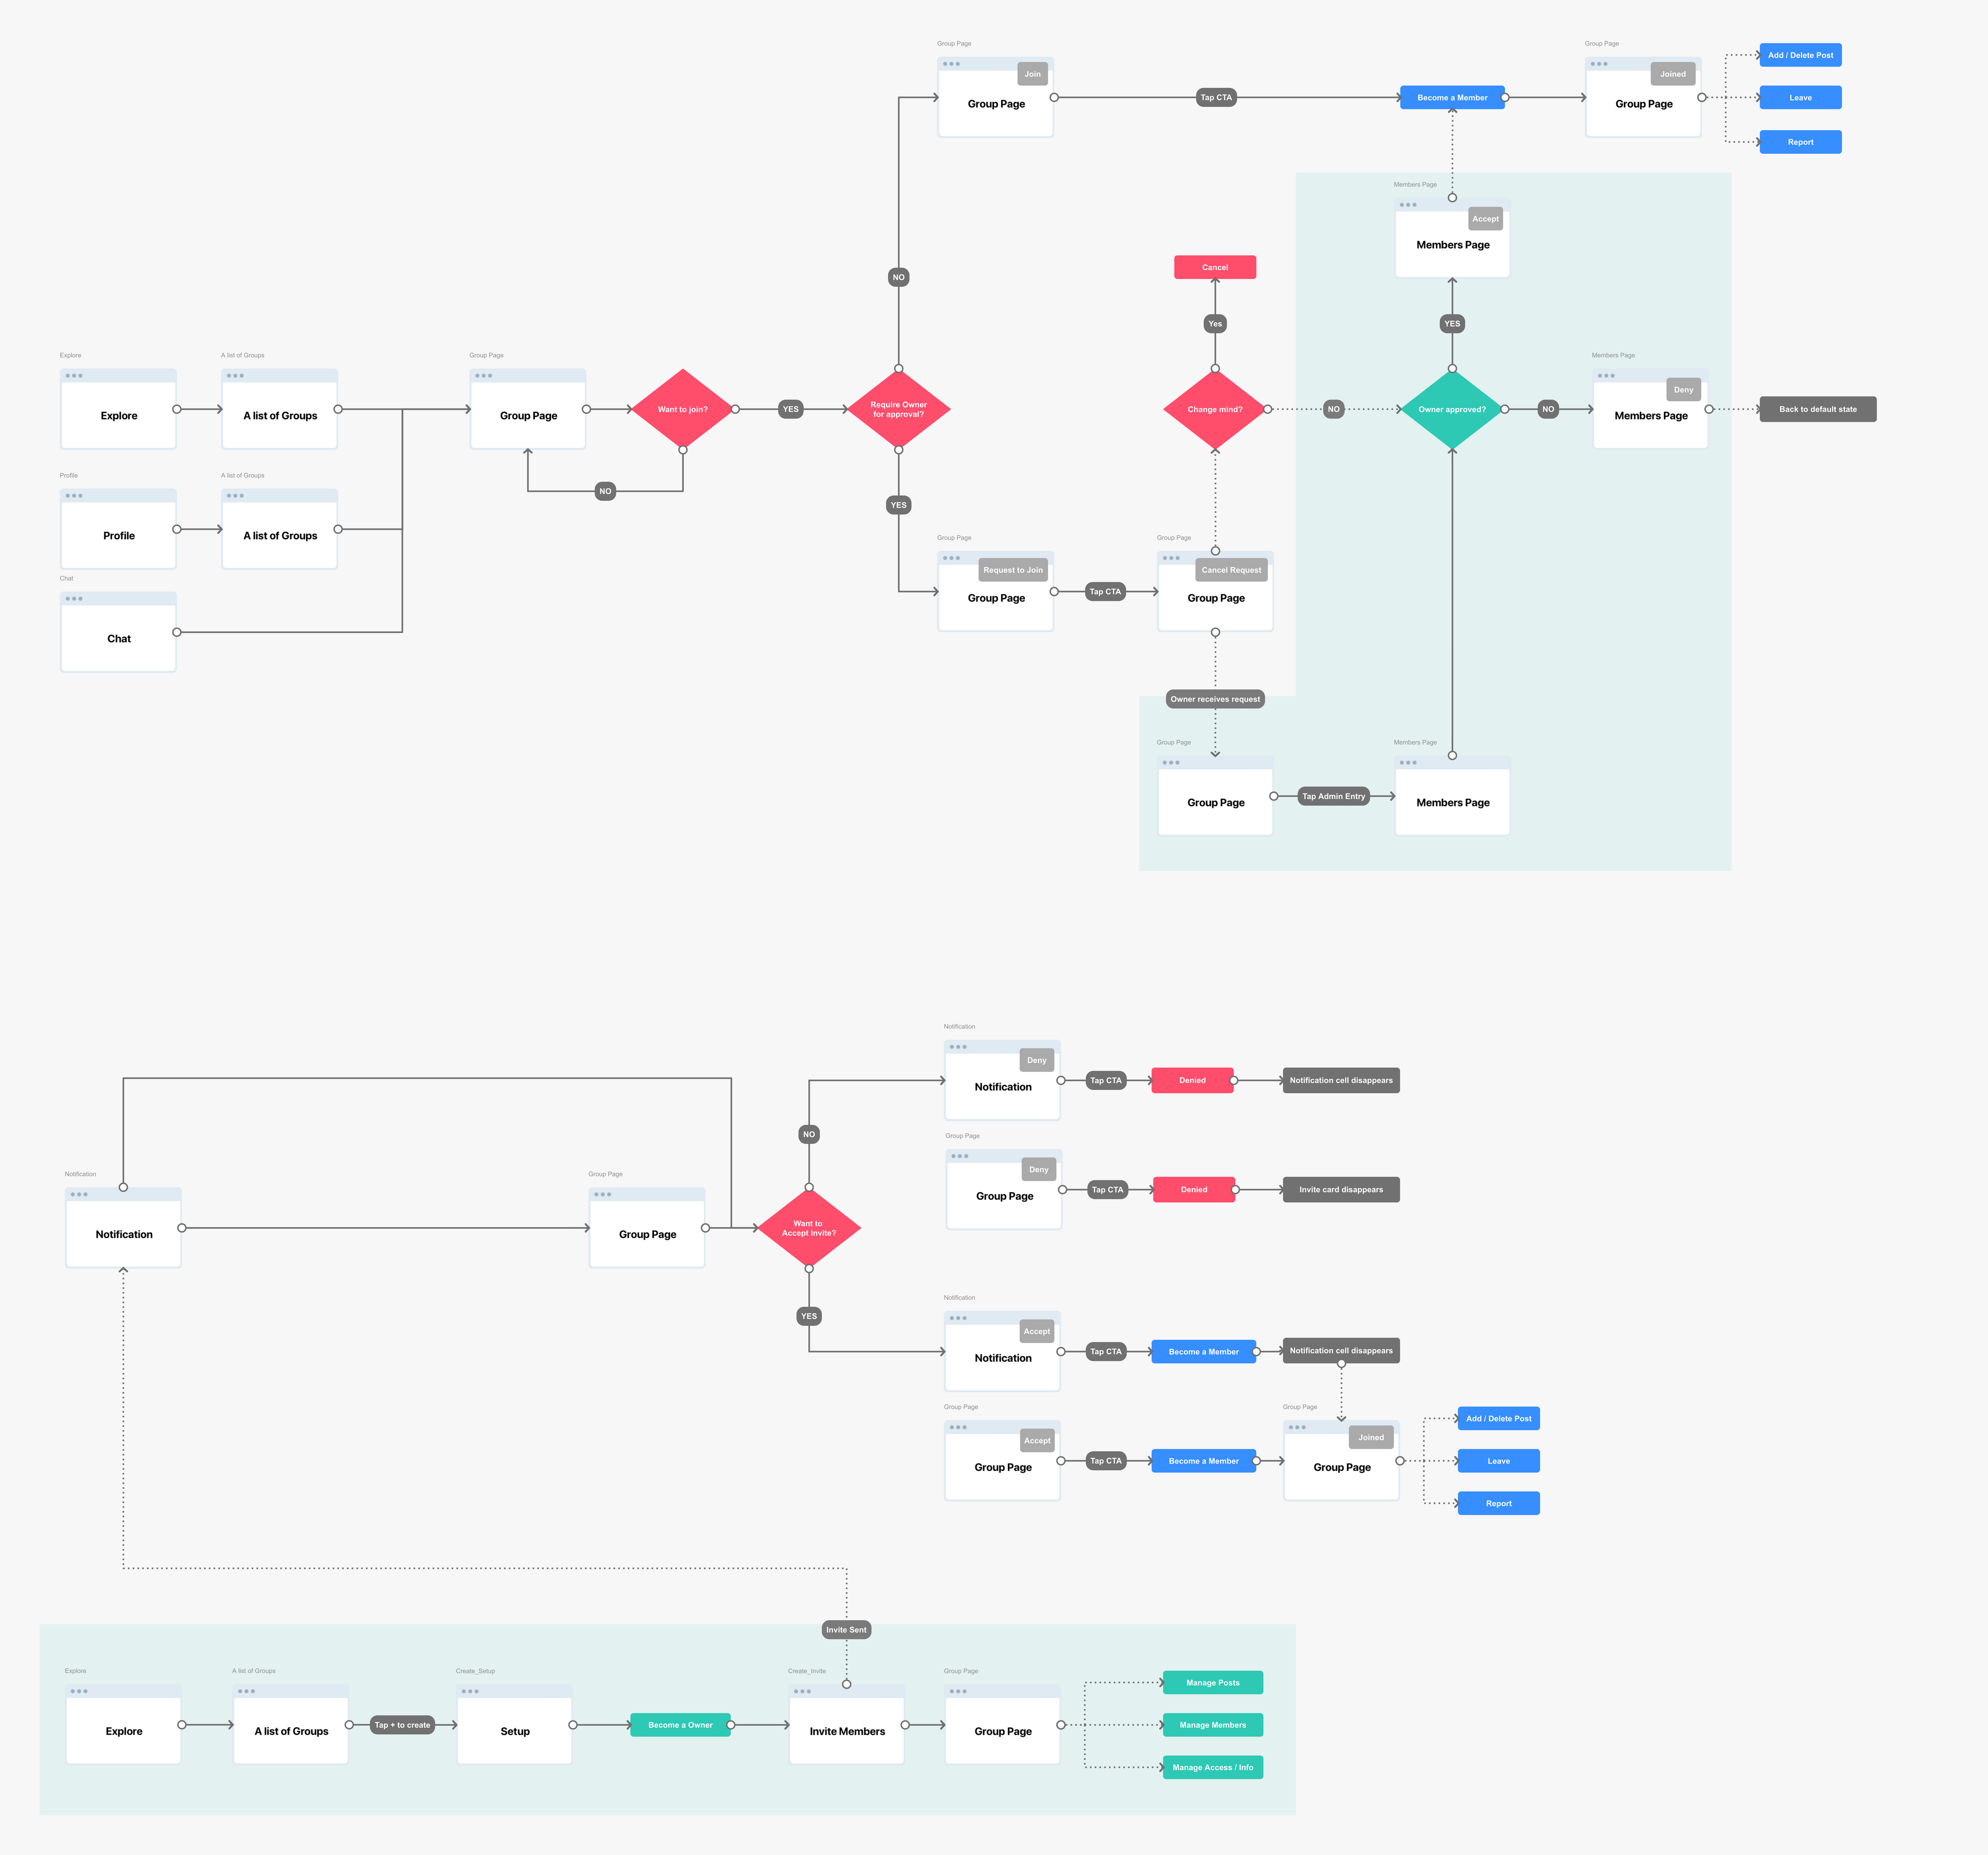 Group Page
Join
Group Page
Tap CTA
Become a Member
Group Page
Joined
Group Page
Add / Delete Post
Leave
Report
Members Page
Accept
Members Page
Cancel
NO
Yes
YES
Explore
Explore
A list of Groups
A list of Groups
Group Page
Group Page
Want to join?
YES
Require Owner
for approval?
Change mind?
NO
Owner approved?
NO
Members Page
Deny
Members Page
Back to default state
NO
Profile
Profile
A list of Groups
A list of Groups
YES
Chat
Chat
Group Page
Request to Join
Group Page
Tap CTA
Group Page
Cancel Request
Group Page
Owner receives request
Group Page
Group Page
Tap Admin Entry
Members Page
Members Page
Notification
Deny
Notification
Tap CTA
Denied
Notification cell disappears
NO
Group Page
Deny
Group Page
Tap CTA
Denied
Invite card disappears
Notification
Notification
Group Page
Group Page
Want to
Accept Invite?
YES
Notification
Accept
Notification
Tap CTA
Become a Member
Notification cell disappears
Group Page
Accept
Group Page
Tap CTA
Become a Member
Group Page
Joined
Group Page
Add / Delete Post
Leave
Report
Invite Sent
Explore
Explore
A list of Groups
A list of Groups
Tap + to create
Create_Setup
Setup
Become a Owner
Create_Invite
Invite Members
Group Page
Group Page
Manage Posts
Manage Members
Manage Access / Info